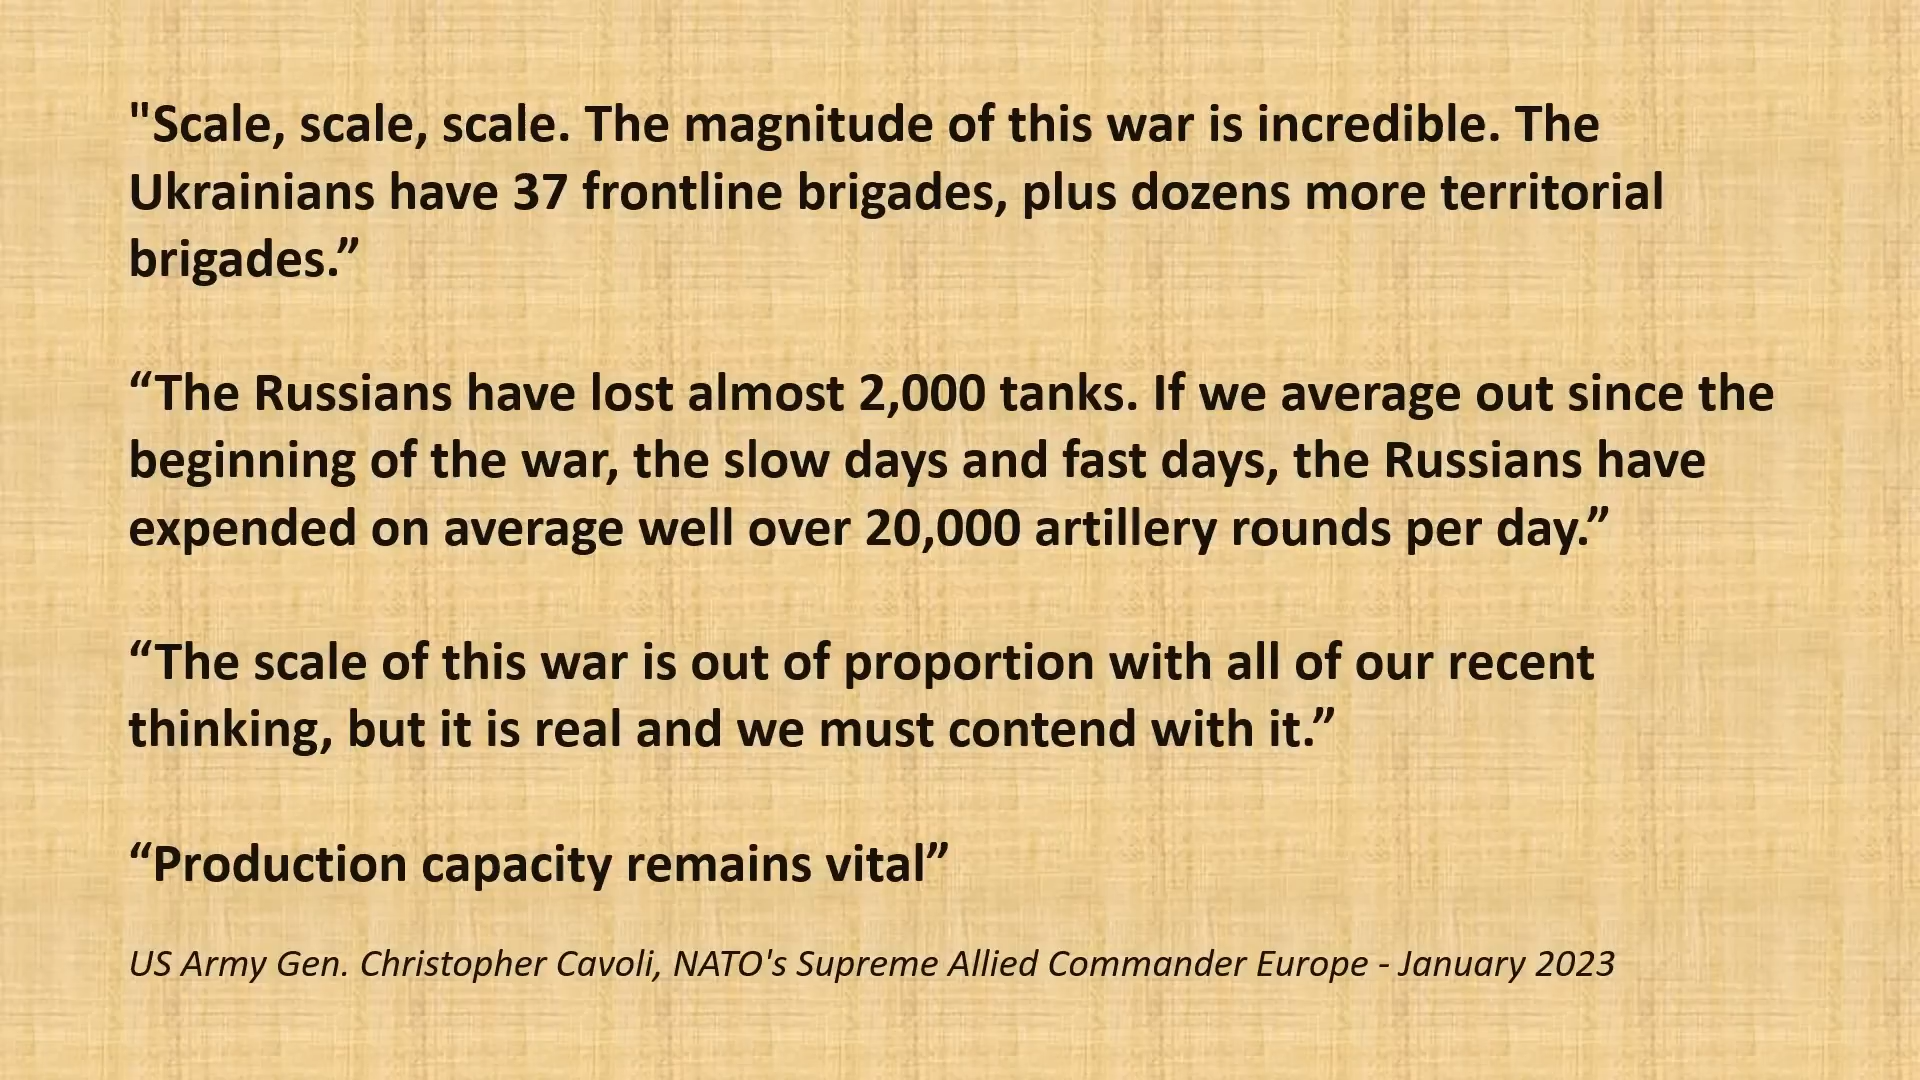 "Scale, scale, scale. The magnitude of this war is incredible. The
Ukrainians have 37 frontline brigades, plus dozens more territorial
brigades.”
“The Russians have lost almost 2,000 tanks. If we average out since the
beginning of the war, the slow days and fast days, the Russians have
expended on average well over 20,000 artillery rounds per day.”
“The scale of this war is out of proportion with all of our recent
thinking, but it is real and we must contend with it.”
“Production capacity remains vital”
US Army Gen. Christopher Cavoli, NATO's Supreme Allied Commander Europe - January 2023